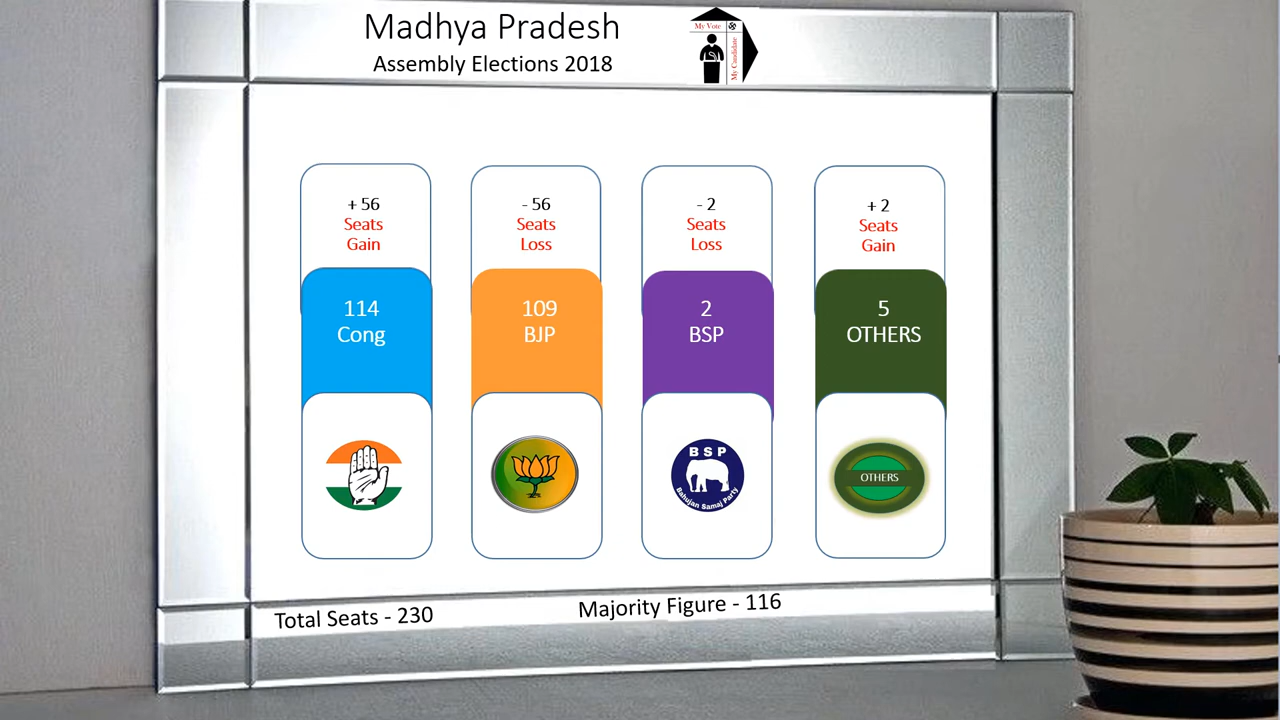 Madhya Pradesh
Assembly Elections 2018
My Vote
My Candidate
+ 56
Seats
Gain
- 56
Seats
Loss
- 2
Seats
Loss
+ 2
Seats
Gain
114
Cong
109
BJP
2
BSP
5
OTHERS
BSP
Bahujan Samaj Party
OTHERS
Total Seats - 230
Majority Figure - 116